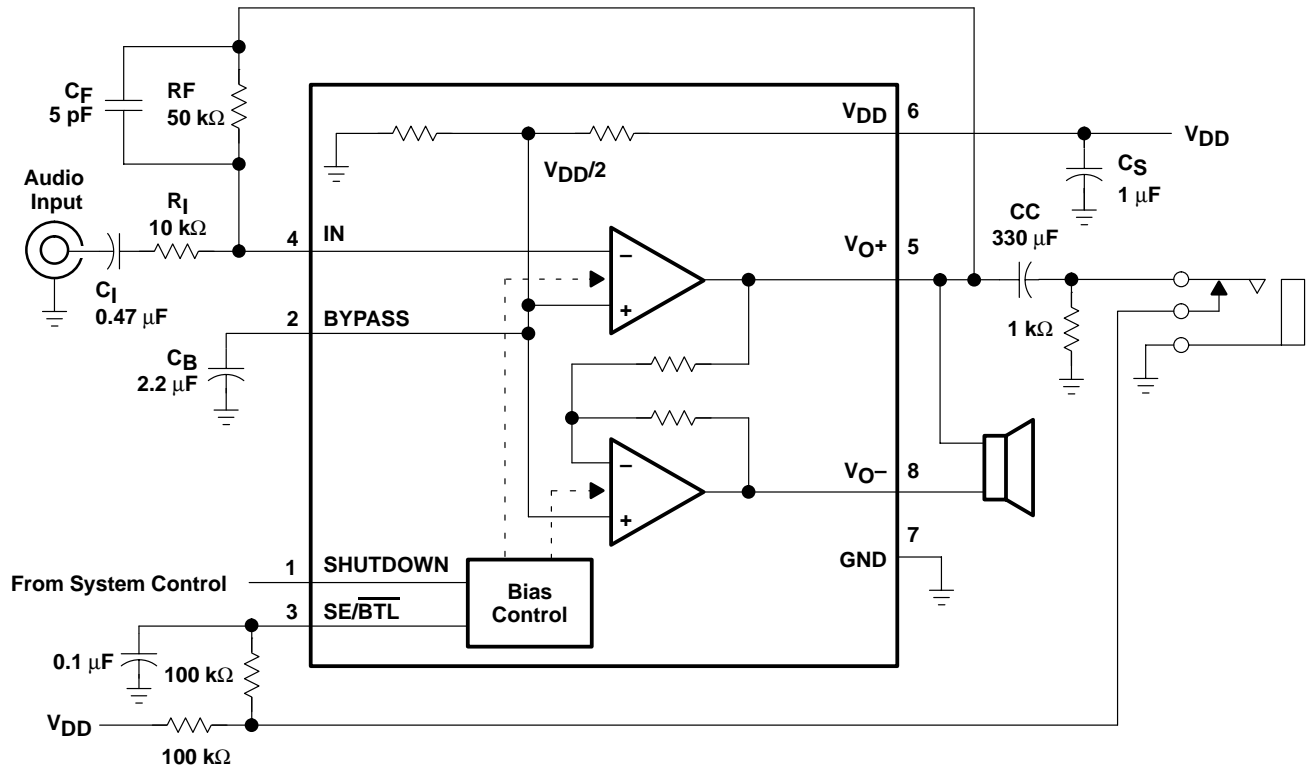 CF
5 pF
RF
50 kΩ
Audio
Input
RI
10 kΩ
CI
0.47 µF
CB
2.2 µF
4
IN
2
BYPASS
VDD/2
VDD
6
VDD
CS
1 µF
CC
330 µF
VO+
5
1 kΩ
−
+
−
+
VO−
8
7
GND
From System Control
1
SHUTDOWN
3
SE/BTL
Bias
Control
0.1 µF
100 kΩ
VDD
100 kΩ